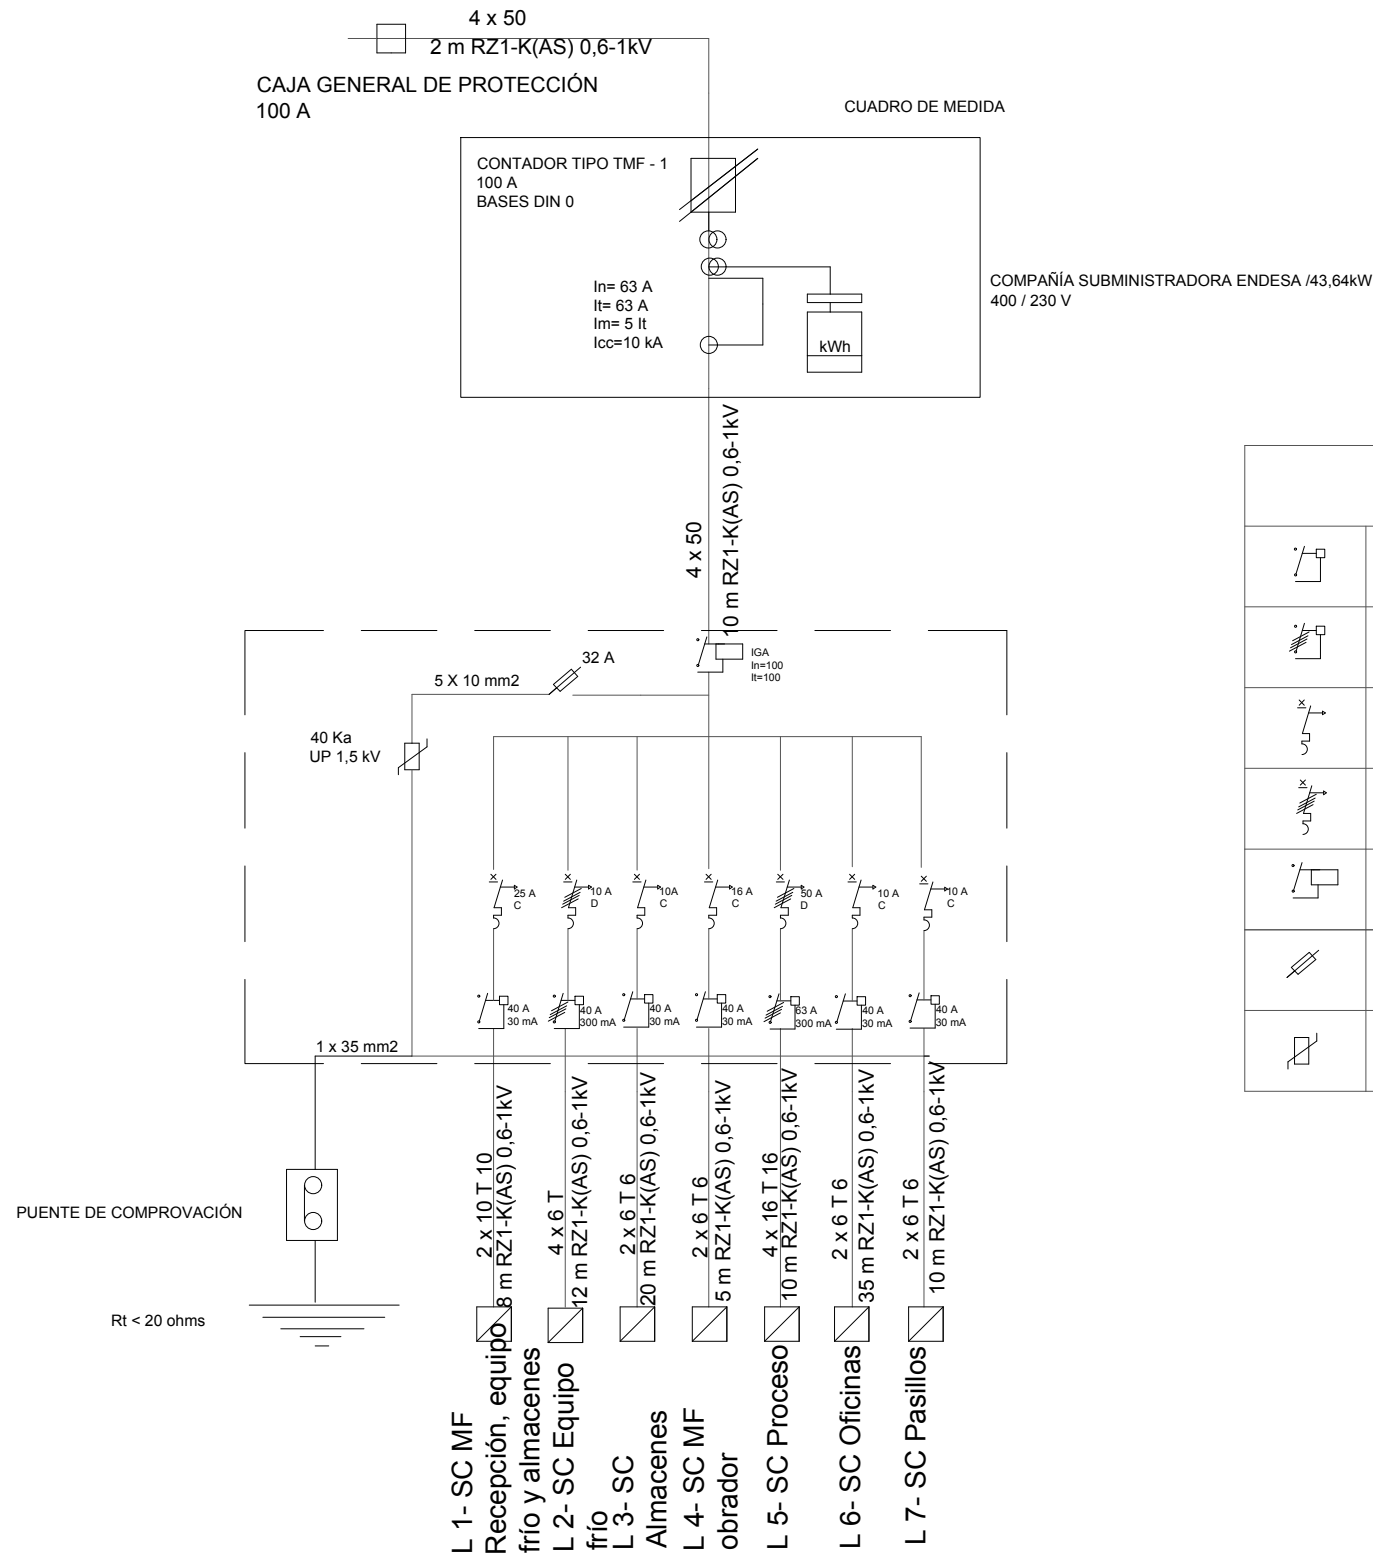 4 x 50
2 m RZ1-K(AS) 0,6-1kV
CAJA GENERAL DE PROTECCIÓN
100 A
CUADRO DE MEDIDA
CONTADOR TIPO TMF - 1
100 A
BASES DIN 0
In= 63 A
It= 63 A
Im= 5 It
Icc=10 kA
kWh
COMPAÑÍA SUBMINISTRADORA ENDESA /43,64kW
400 / 230 V
4 x 50
10 m RZ1-K(AS) 0,6-1kV
IGA
In=100
It=100
32 A
5 X 10 mm2
40 Ka
UP 1,5 kV
25 A
C
10 A
D
10A
C
16 A
C
50 A
D
10 A
C
10 A
C
40 A
30 mA
40 A
300 mA
40 A
30 mA
40 A
30 mA
63 A
300 mA
40 A
30 mA
40 A
30 mA
1 x 35 mm2
2 x 10 T 10
8 m RZ1-K(AS) 0,6-1kV
4 x 6 T
12 m RZ1-K(AS) 0,6-1kV
2 x 6 T 6
20 m RZ1-K(AS) 0,6-1kV
2 x 6 T 6
5 m RZ1-K(AS) 0,6-1kV
4 x 16 T 16
10 m RZ1-K(AS) 0,6-1kV
2 x 6 T 6
35 m RZ1-K(AS) 0,6-1kV
2 x 6 T 6
10 m RZ1-K(AS) 0,6-1kV
PUENTE DE COMPROVACIÓN
Rt < 20 ohms
L 1- SC MF
Recepción, equipo
frío y almacenes
L 2- SC Equipo
frío
L 3- SC
Almacenes
L 4- SC MF
obrador
L 5- SC Proceso
L 6- SC Oficinas
L 7- SC Pasillos